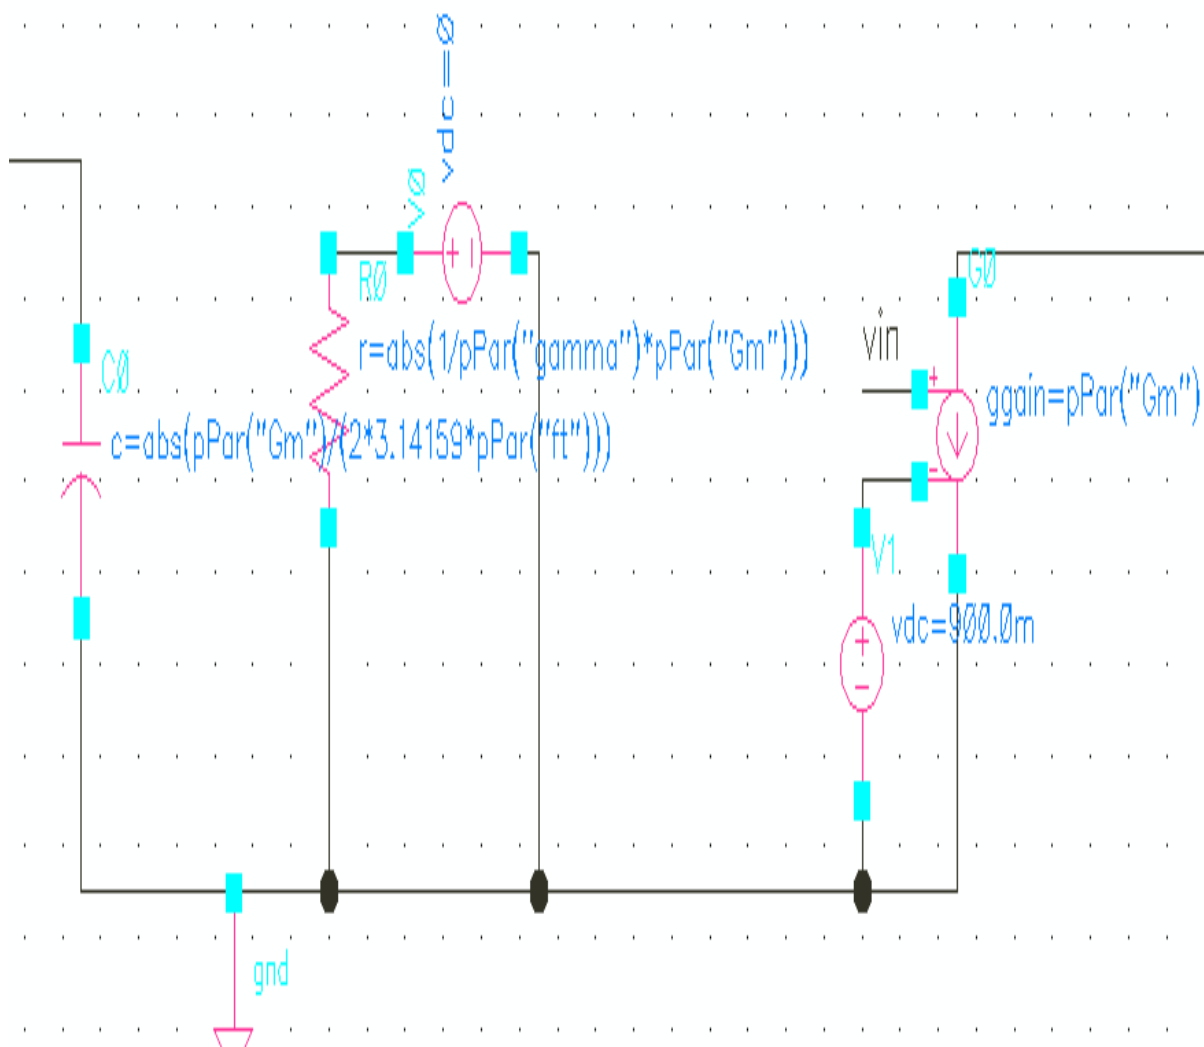 vdc=0
V0
G0
R0
vin
r=abs(1/pPar("gamma")*pPar("Gm")))
C0
+
ggain=pPar("Gm")
c=abs(pPar("Gm")/(2*3.14159*pPar("ft")))
-
V1
vdc=900.0m
gnd